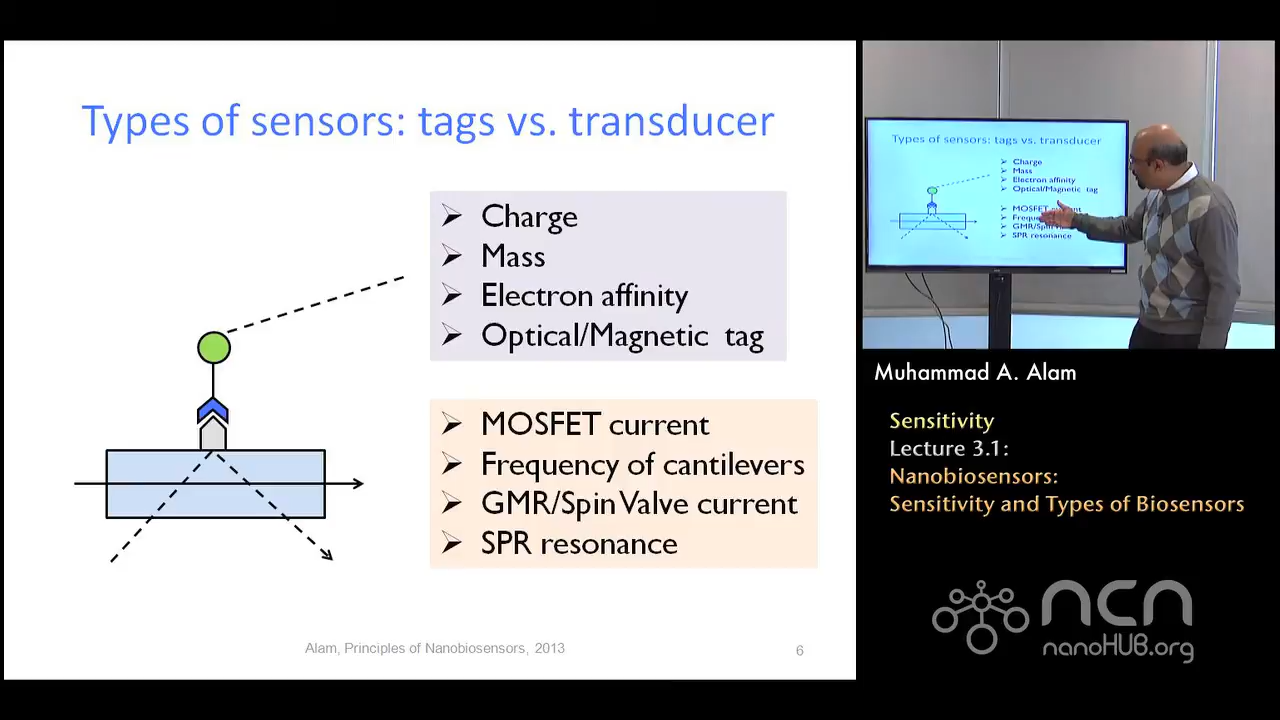 Types of sensors: tags vs. transducer
Charge
Mass
Electron affinity
Optical/Magnetic tag
MOSFET current
Frequency of cantilevers
GMR/Spin Valve current
SPR resonance
Alam, Principles of Nanobiosensors, 2013
6
Types of sensors: tags vs. transducer
Charge
Mass
Electron affinity
Optical/Magnetic tag
MOSFET
SPR resonance
Muhammad A. Alam
Sensitivity
Lecture 3.1:
Nanobiosensors:
Sensitivity and Types of Biosensors
ncn
nanoHUB.org